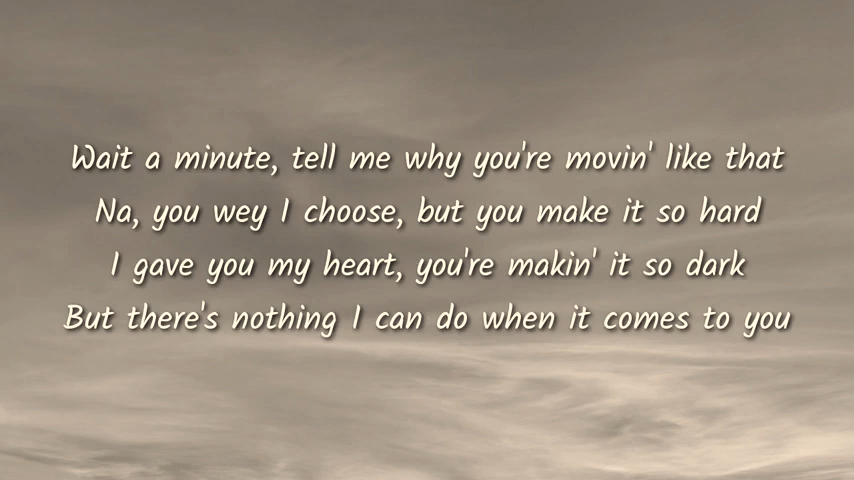 Wait a minute, tell me why you're movin' like that
Na, you wey I choose, but you make it so hard
I gave you my heart, you're makin' it so dark
But there's nothing I can do when it comes to you